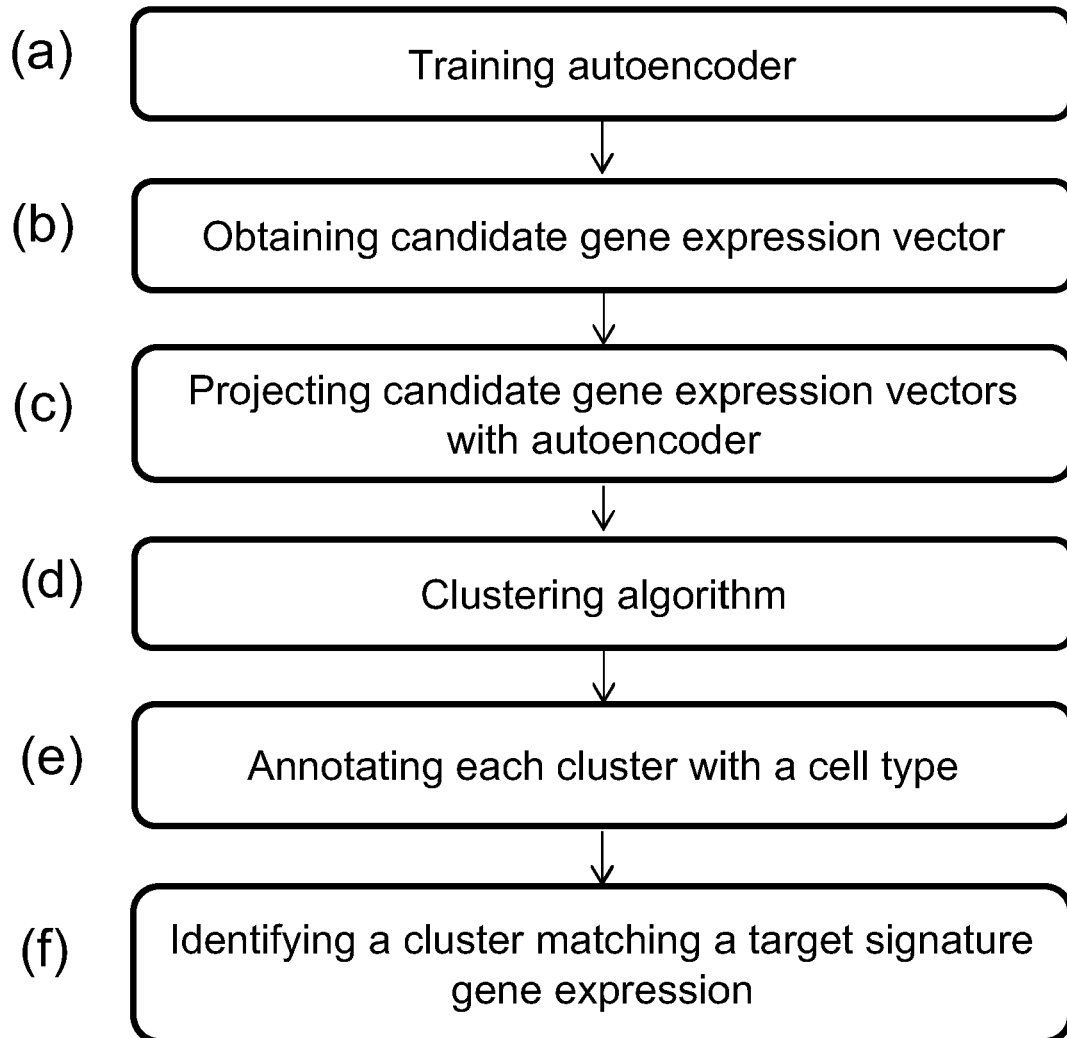 (a)
Training autoencoder
(b)
Obtaining candidate gene expression vector
(c)
Projecting candidate gene expression vectors
with autoencoder
(d)
Clustering algorithm
(e)
Annotating each cluster with a cell type
(f)
Identifying a cluster matching a target signature
gene expression